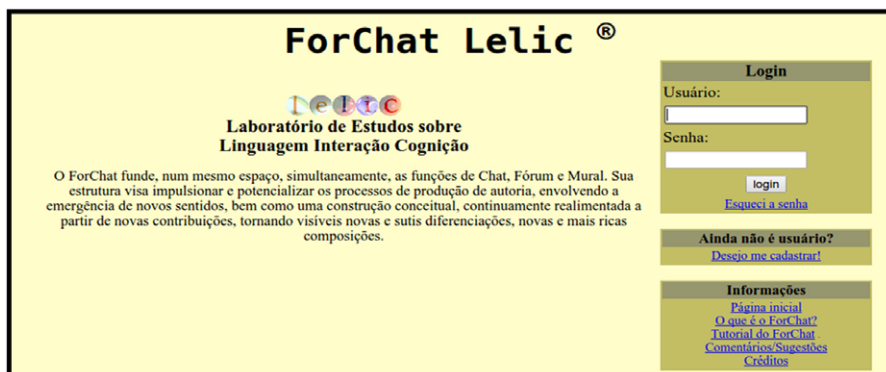 ForChat Lelic ®
lelic
Laboratório de Estudos sobre
Linguagem Interação Cognição
O ForChat funde, num mesmo espaço, simultaneamente, as funções de Chat, Fórum e Mural. Sua
estrutura visa impulsionar e potencializar os processos de produção de autoria, envolvendo a
emergência de novos sentidos, bem como uma construção conceitual, continuamente realimentada a
partir de novas contribuições, tornando visíveis novas e sutis diferenciações, novas e mais ricas
composições.
Login
Usuário:
Senha:
login
Esqueci a senha
Ainda não é usuário?
Desejo me cadastrar!
Informações
Página inicial
O que é o ForChat?
Tutorial do ForChat
Comentários/Sugestões
Créditos